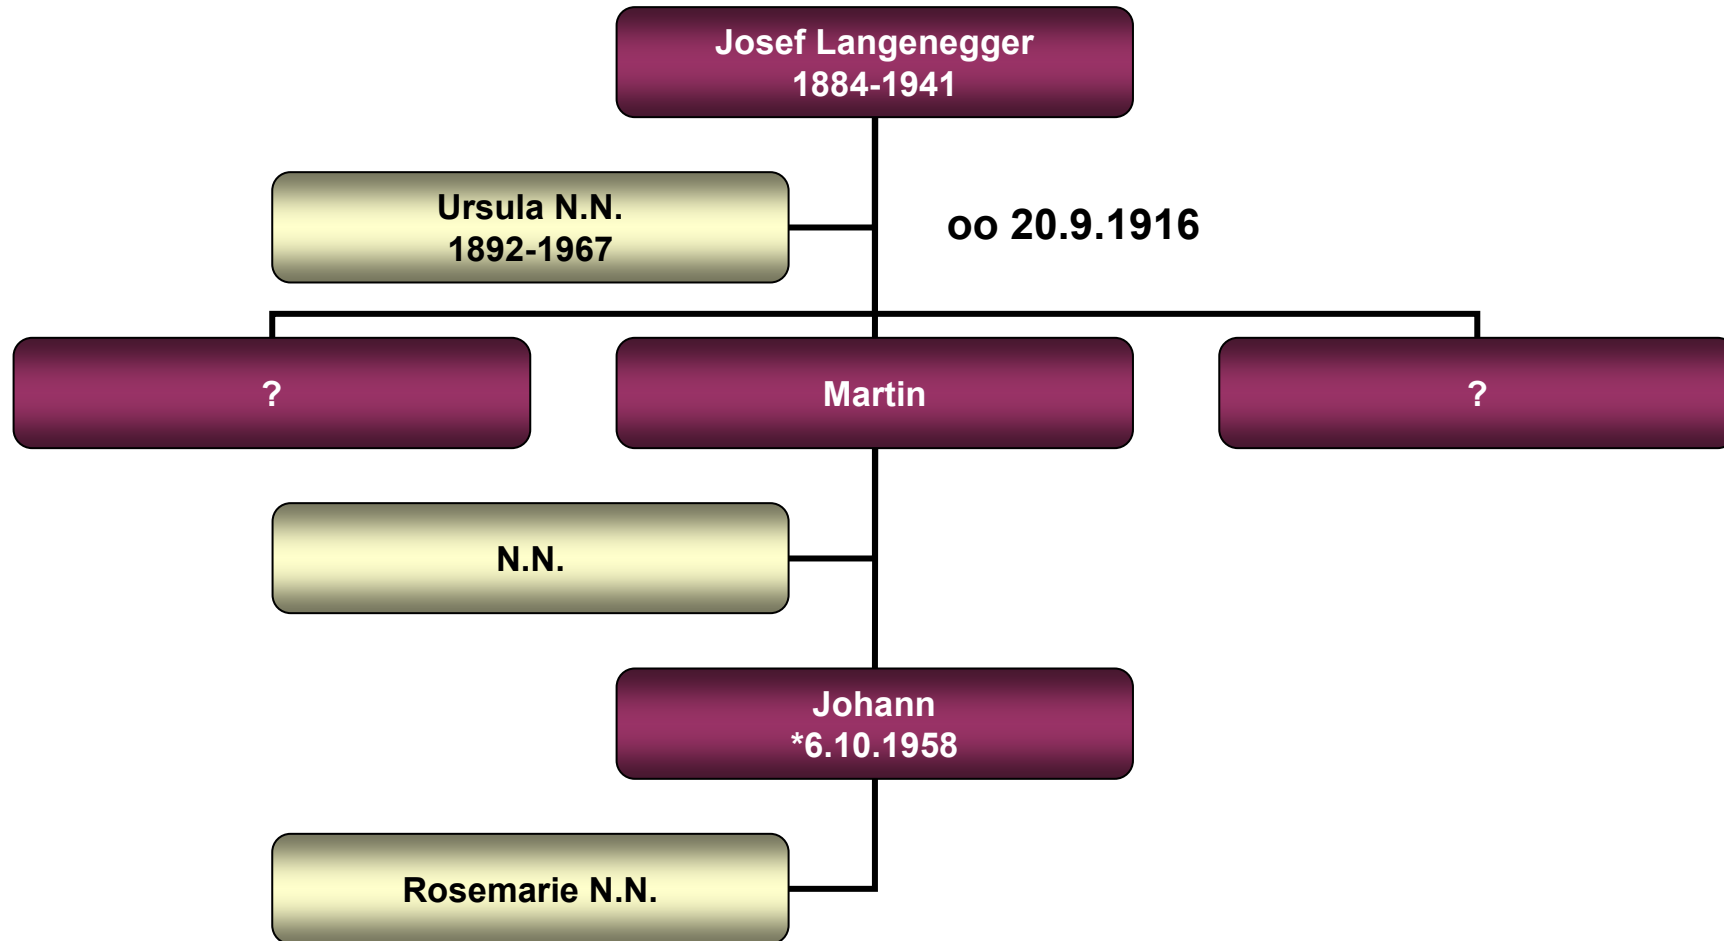 Josef Langenegger
1884-1941
Ursula N.N.
1892-1967
oo 20.9.1916
?
Martin
?
N.N.
Johann
*6.10.1958
Rosemarie N.N.